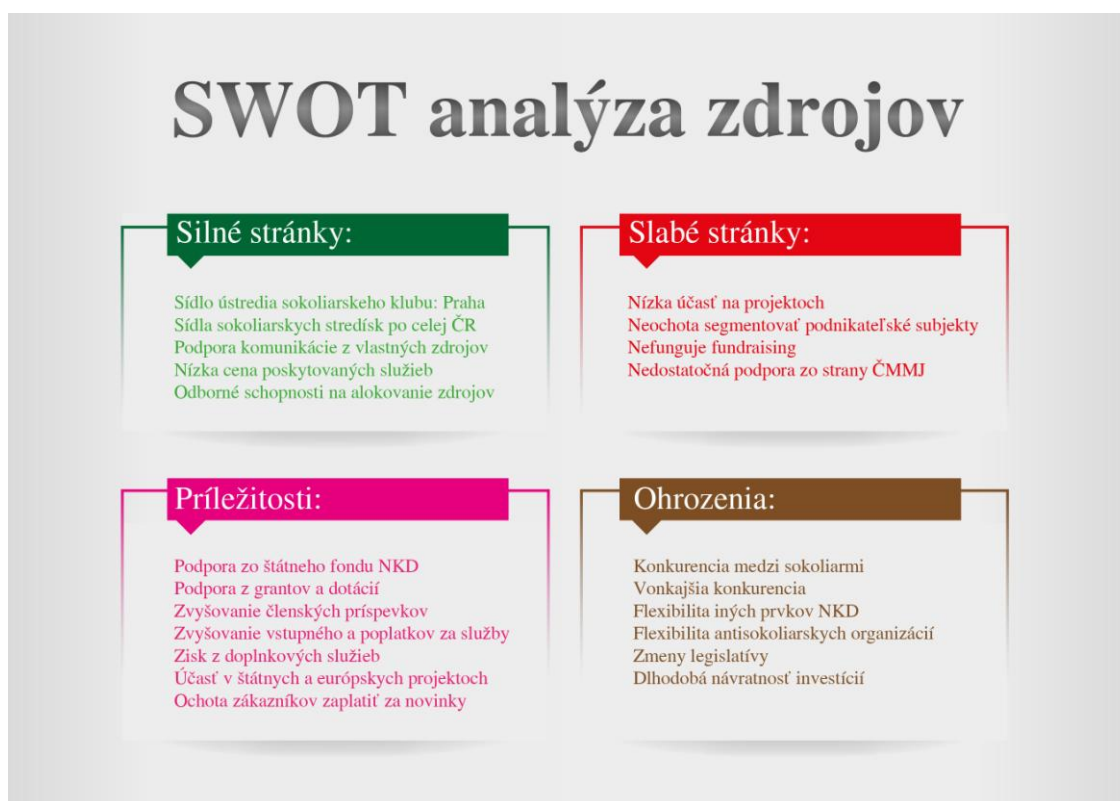 SWOT analýza zdrojov
Silné stránky:
Sídlo ústredia sokoliarskeho klubu: Praha
Sídla sokoliarskych stredísk po celej ČR
Podpora komunikácie z vlastných zdrojov
Nízka cena poskytovaných služieb
Odborné schopnosti na alokovanie zdrojov
Slabé stránky:
Nízka účasť na projektoch
Neochota segmentovať podnikateľské subjekty
Nefunguje fundraising
Nedostatočná podpora zo strany ČMMJ
Príležitosti:
Podpora zo štátneho fondu NKD
Podpora z grantov a dotácií
Zvyšovanie členských príspevkov
Zvyšovanie vstupného a poplatkov za služby
Zisk z doplnkových služieb
Účasť v štátnych a európskych projektoch
Ochota zákazníkov zaplatiť za novinky
Ohrozenia:
Konkurencia medzi sokoliarmi
Vonkajšia konkurencia
Flexibilita iných prvkov NKD
Flexibilita antisokoliarskych organizácií
Zmeny legislatívy
Dlhodobá návratnosť investícií